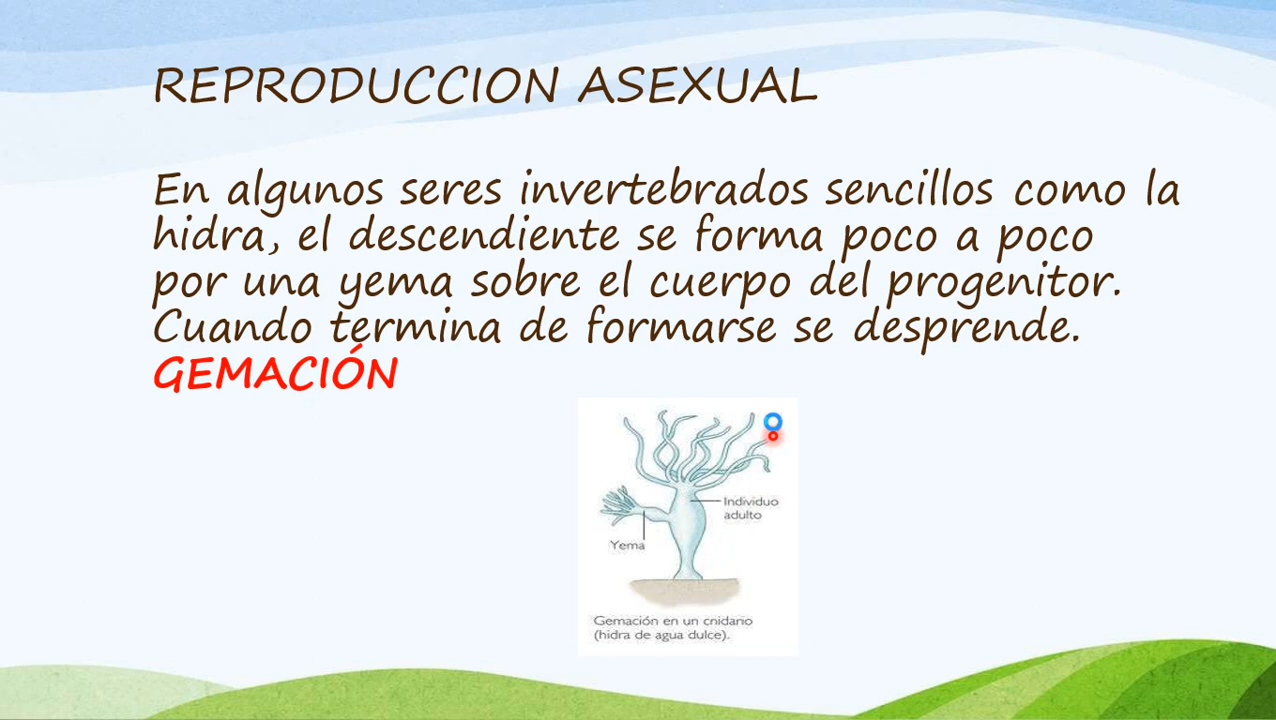 REPRODUCCION ASEXUAL
En algunos seres invertebrados sencillos como la
hidra, el descendiente se forma poco a poco
por una yema sobre el cuerpo del progenitor.
Cuando termina de formarse se desprende.
GEMACIÓN
Individuo
adulto
Yema
Gemación en un cnidario
(hidra de agua dulce).